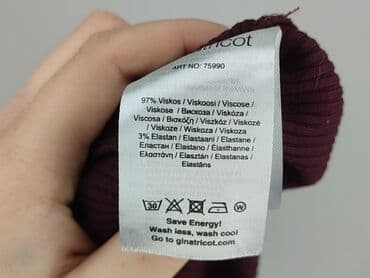 tricot
ART NO: 75990
97% Viskos / Viskoosi / Viscose /
Viskose / Вискоза / Viskóza /
Viscosa / Βισκόζη / Viszkóz / Viskozė
/ Viskoze / Wiskoza / Viskoza
3% Elastan / Elastaani / Elastane /
Еластан / Elastano / Élasthanne /
Ελαστάνη / Elasztán / Elastanas /
Elastāns
30 W
Save Energy!
Wash less, wash cool
Go to ginatricot.com